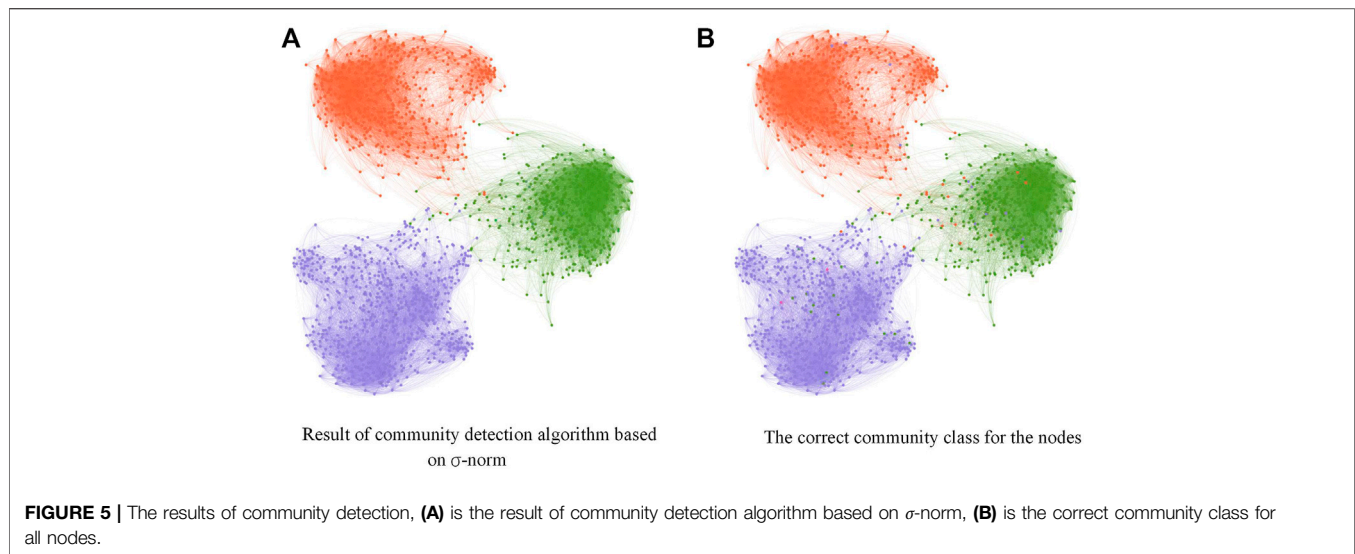 A
B
Result of community detection algorithm based
on σ-norm
The correct community class for the nodes
FIGURE 5 | The results of community detection, (A) is the result of community detection algorithm based on σ-norm, (B) is the correct community class for
all nodes.